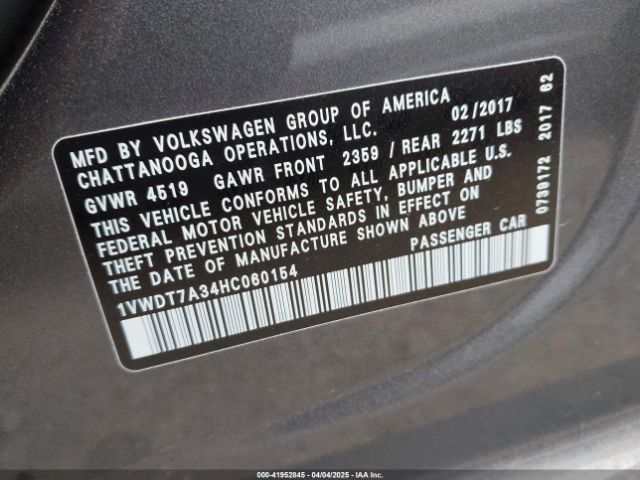 MFD BY VOLKSWAGEN GROUP OF AMERICA
CHATTANOOGA OPERATIONS, LLC. 02/2017
GVWR 4519 GAWR FRONT 2359 / REAR 2271 LBS
THIS VEHICLE CONFORMS TO ALL APPLICABLE U.S.
FEDERAL MOTOR VEHICLE SAFETY, BUMPER AND
THEFT PREVENTION STANDARDS IN EFFECT ON
THE DATE OF MANUFACTURE SHOWN ABOVE
1VWDT7A34HC060154 PASSENGER CAR
0739172 2017 62
000-41952845 - 04/04/2025 - IAA Inc.